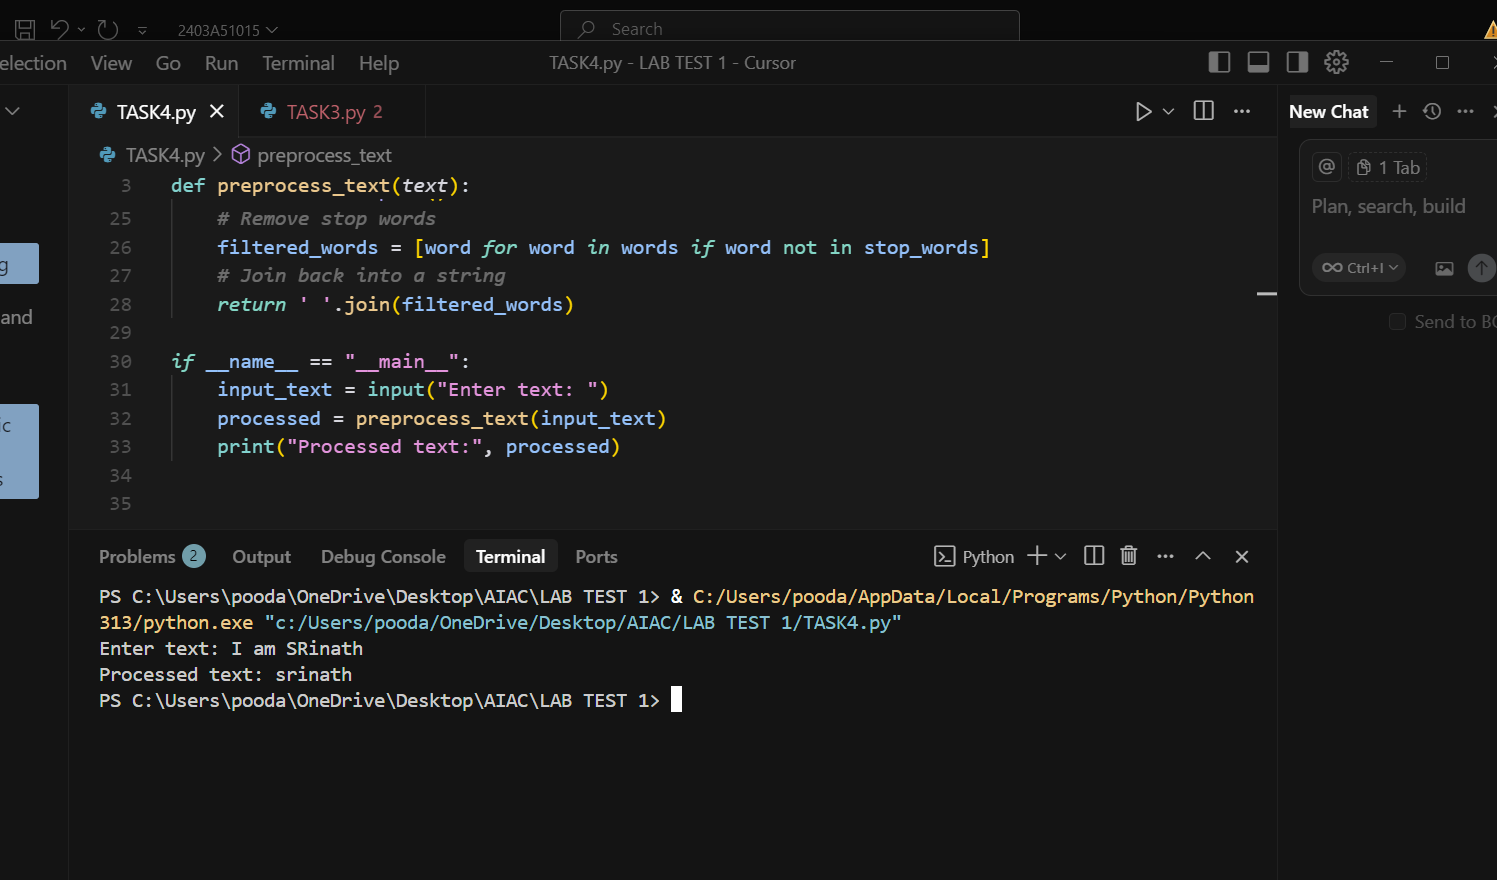 2403A51015
Search
election View Go Run Terminal Help
TASK4.py - LAB TEST 1 - Cursor
TASK4.py
TASK3.py 2
TASK4.py > preprocess_text
3 def preprocess_text(text):
25 # Remove stop words
26 filtered_words = [word for word in words if word not in stop_words]
27 # Join back into a string
28 return ' '.join(filtered_words)
29
30 if __name__ == "__main__":
31 input_text = input("Enter text: ")
32 processed = preprocess_text(input_text)
33 print("Processed text:", processed)
34
35
g
and
ic
s
Problems 2 Output Debug Console Terminal Ports
Python
PS C:\Users\pooda\OneDrive\Desktop\AIAC\LAB TEST 1> & C:/Users/pooda/AppData/Local/Programs/Python/Python
313/python.exe "c:/Users/pooda/OneDrive/Desktop/AIAC/LAB TEST 1/TASK4.py"
Enter text: I am SRinath
Processed text: srinath
PS C:\Users\pooda\OneDrive\Desktop\AIAC\LAB TEST 1>
New Chat
@ 1 Tab
Plan, search, build
∞ Ctrl+I
Send to BC